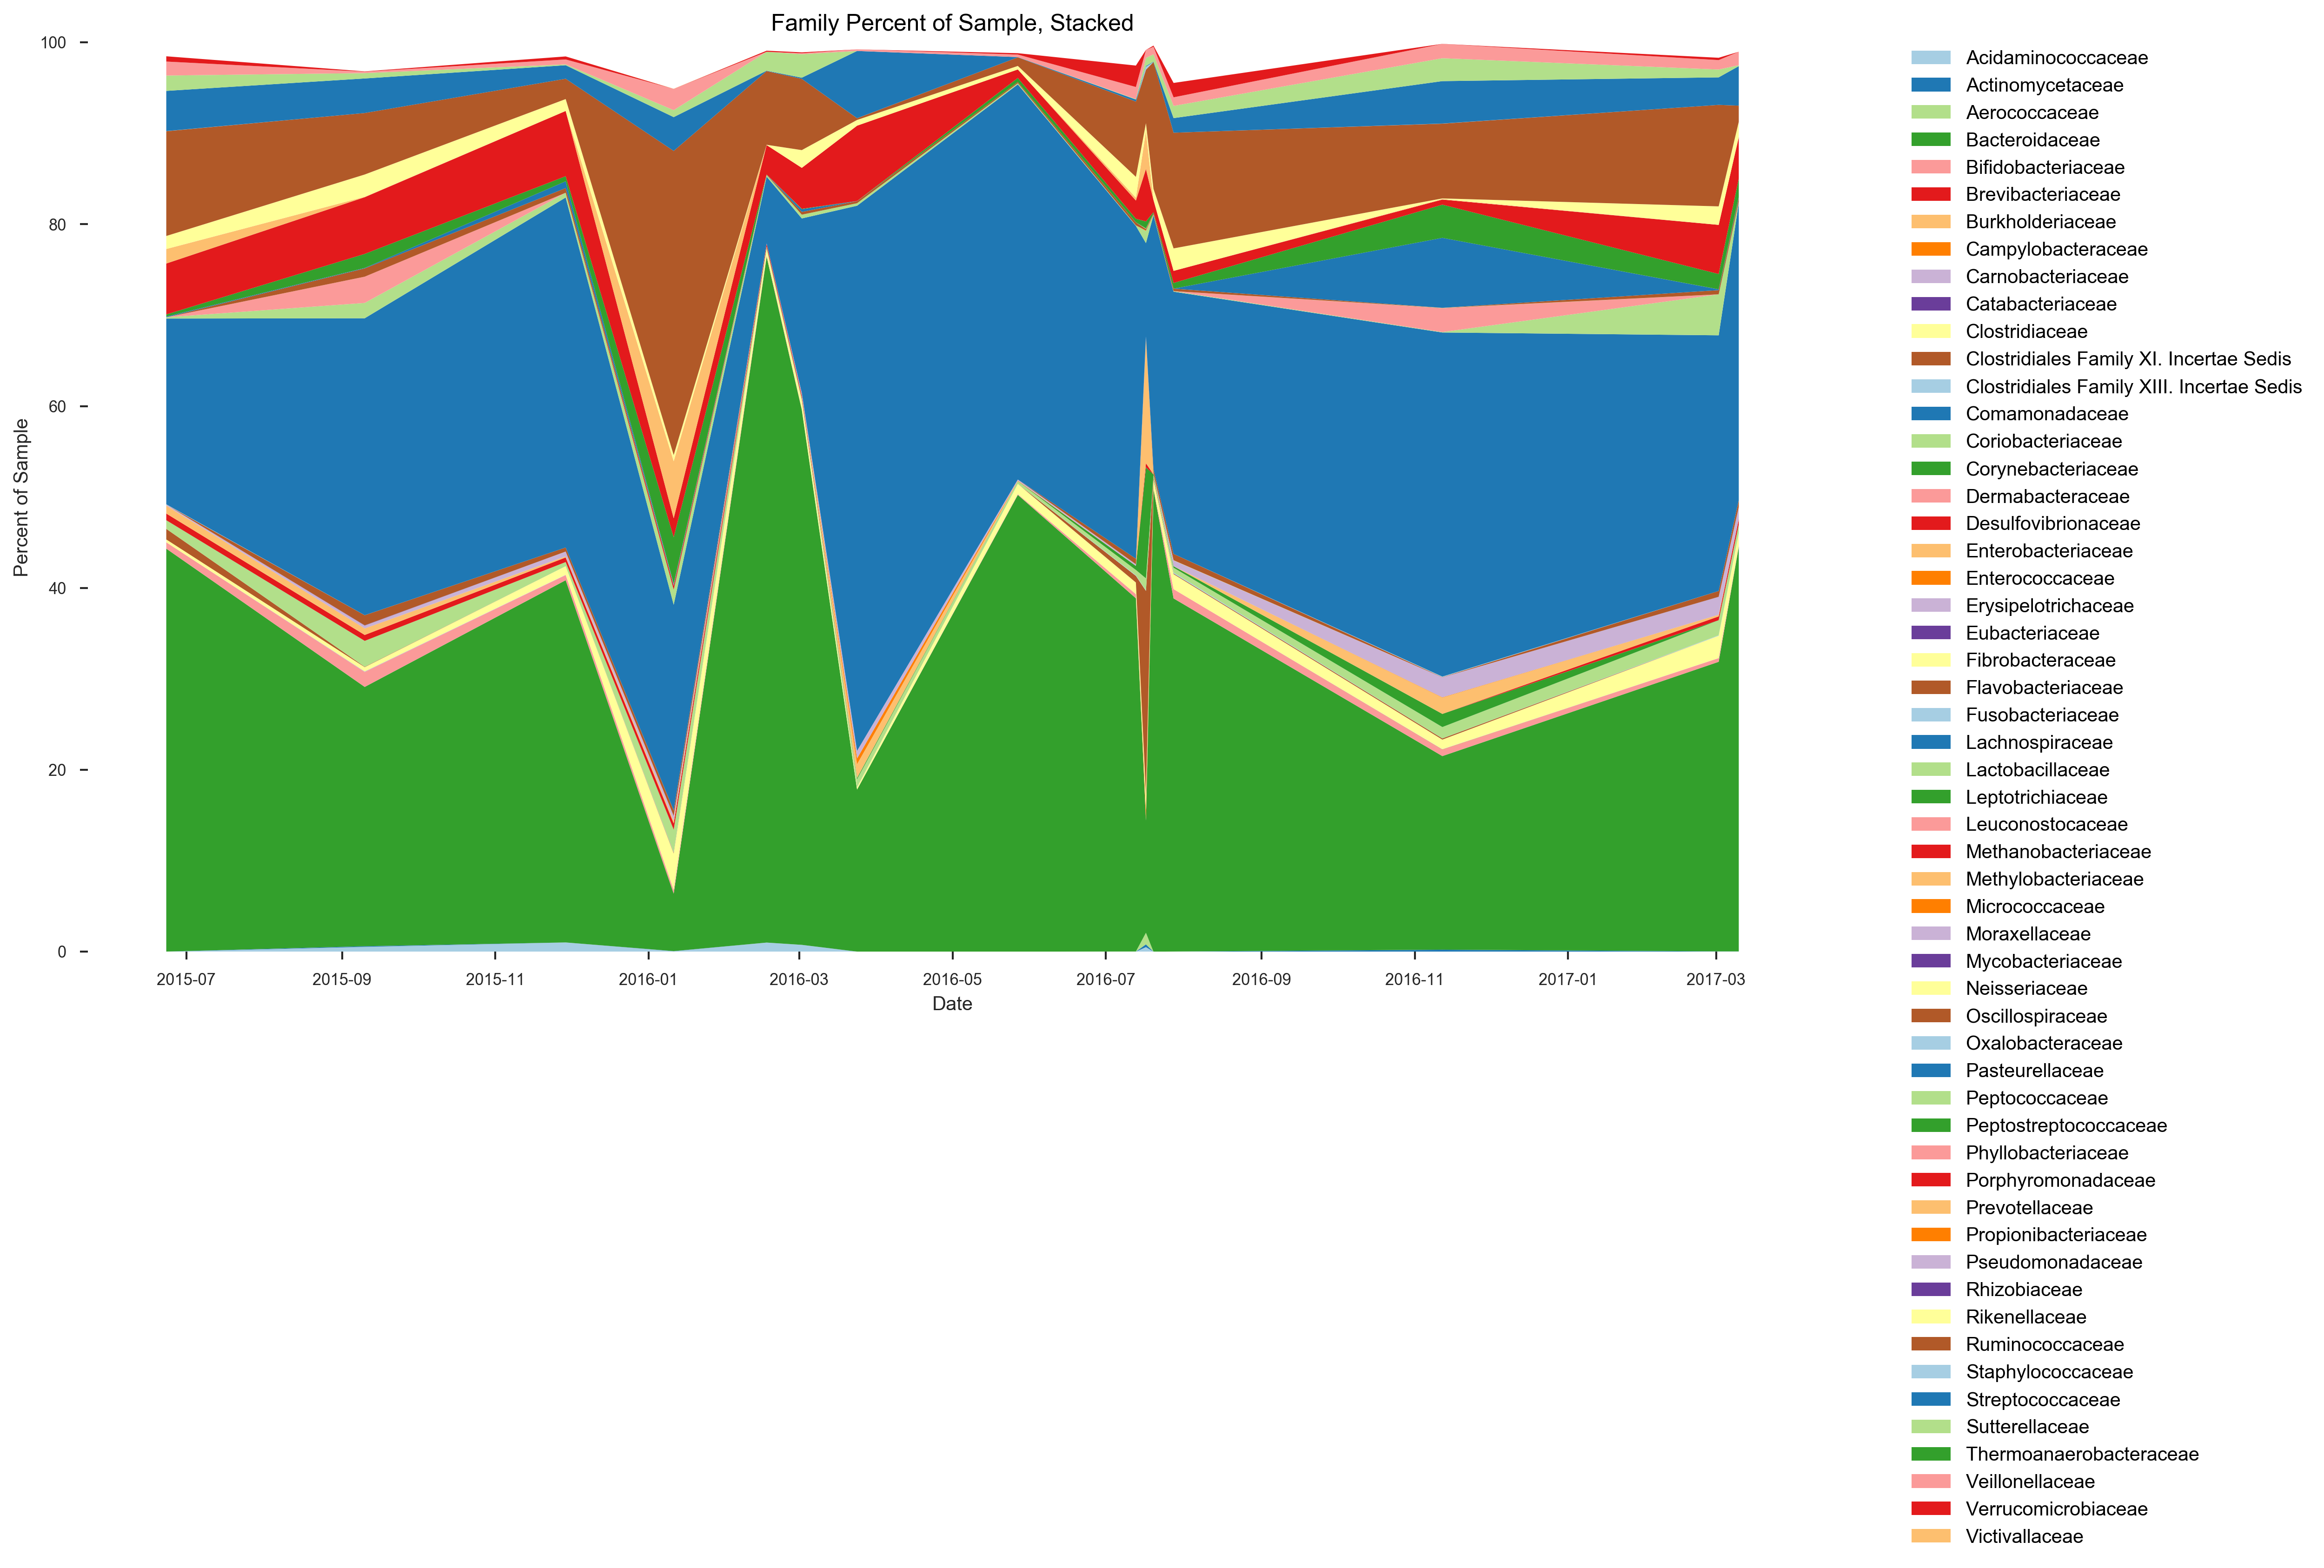 Family Percent of Sample, Stacked
100
80
60
40
20
0
Percent of Sample
2015-07
2015-09
2015-11
2016-01
2016-03
2016-05
2016-07
2016-09
2016-11
2017-01
2017-03
Date
Acidaminococcaceae
Actinomycetaceae
Aerococcaceae
Bacteroidaceae
Bifidobacteriaceae
Brevibacteriaceae
Burkholderiaceae
Campylobacteraceae
Carnobacteriaceae
Catabacteriaceae
Clostridiaceae
Clostridiales Family XI. Incertae Sedis
Clostridiales Family XIII. Incertae Sedis
Comamonadaceae
Coriobacteriaceae
Corynebacteriaceae
Dermabacteraceae
Desulfovibrionaceae
Enterobacteriaceae
Enterococcaceae
Erysipelotrichaceae
Eubacteriaceae
Fibrobacteraceae
Flavobacteriaceae
Fusobacteriaceae
Lachnospiraceae
Lactobacillaceae
Leptotrichiaceae
Leuconostocaceae
Methanobacteriaceae
Methylobacteriaceae
Micrococcaceae
Moraxellaceae
Mycobacteriaceae
Neisseriaceae
Oscillospiraceae
Oxalobacteraceae
Pasteurellaceae
Peptococcaceae
Peptostreptococcaceae
Phyllobacteriaceae
Porphyromonadaceae
Prevotellaceae
Propionibacteriaceae
Pseudomonadaceae
Rhizobiaceae
Rikenellaceae
Ruminococcaceae
Staphylococcaceae
Streptococcaceae
Sutterellaceae
Thermoanaerobacteraceae
Veillonellaceae
Verrucomicrobiaceae
Victivallaceae